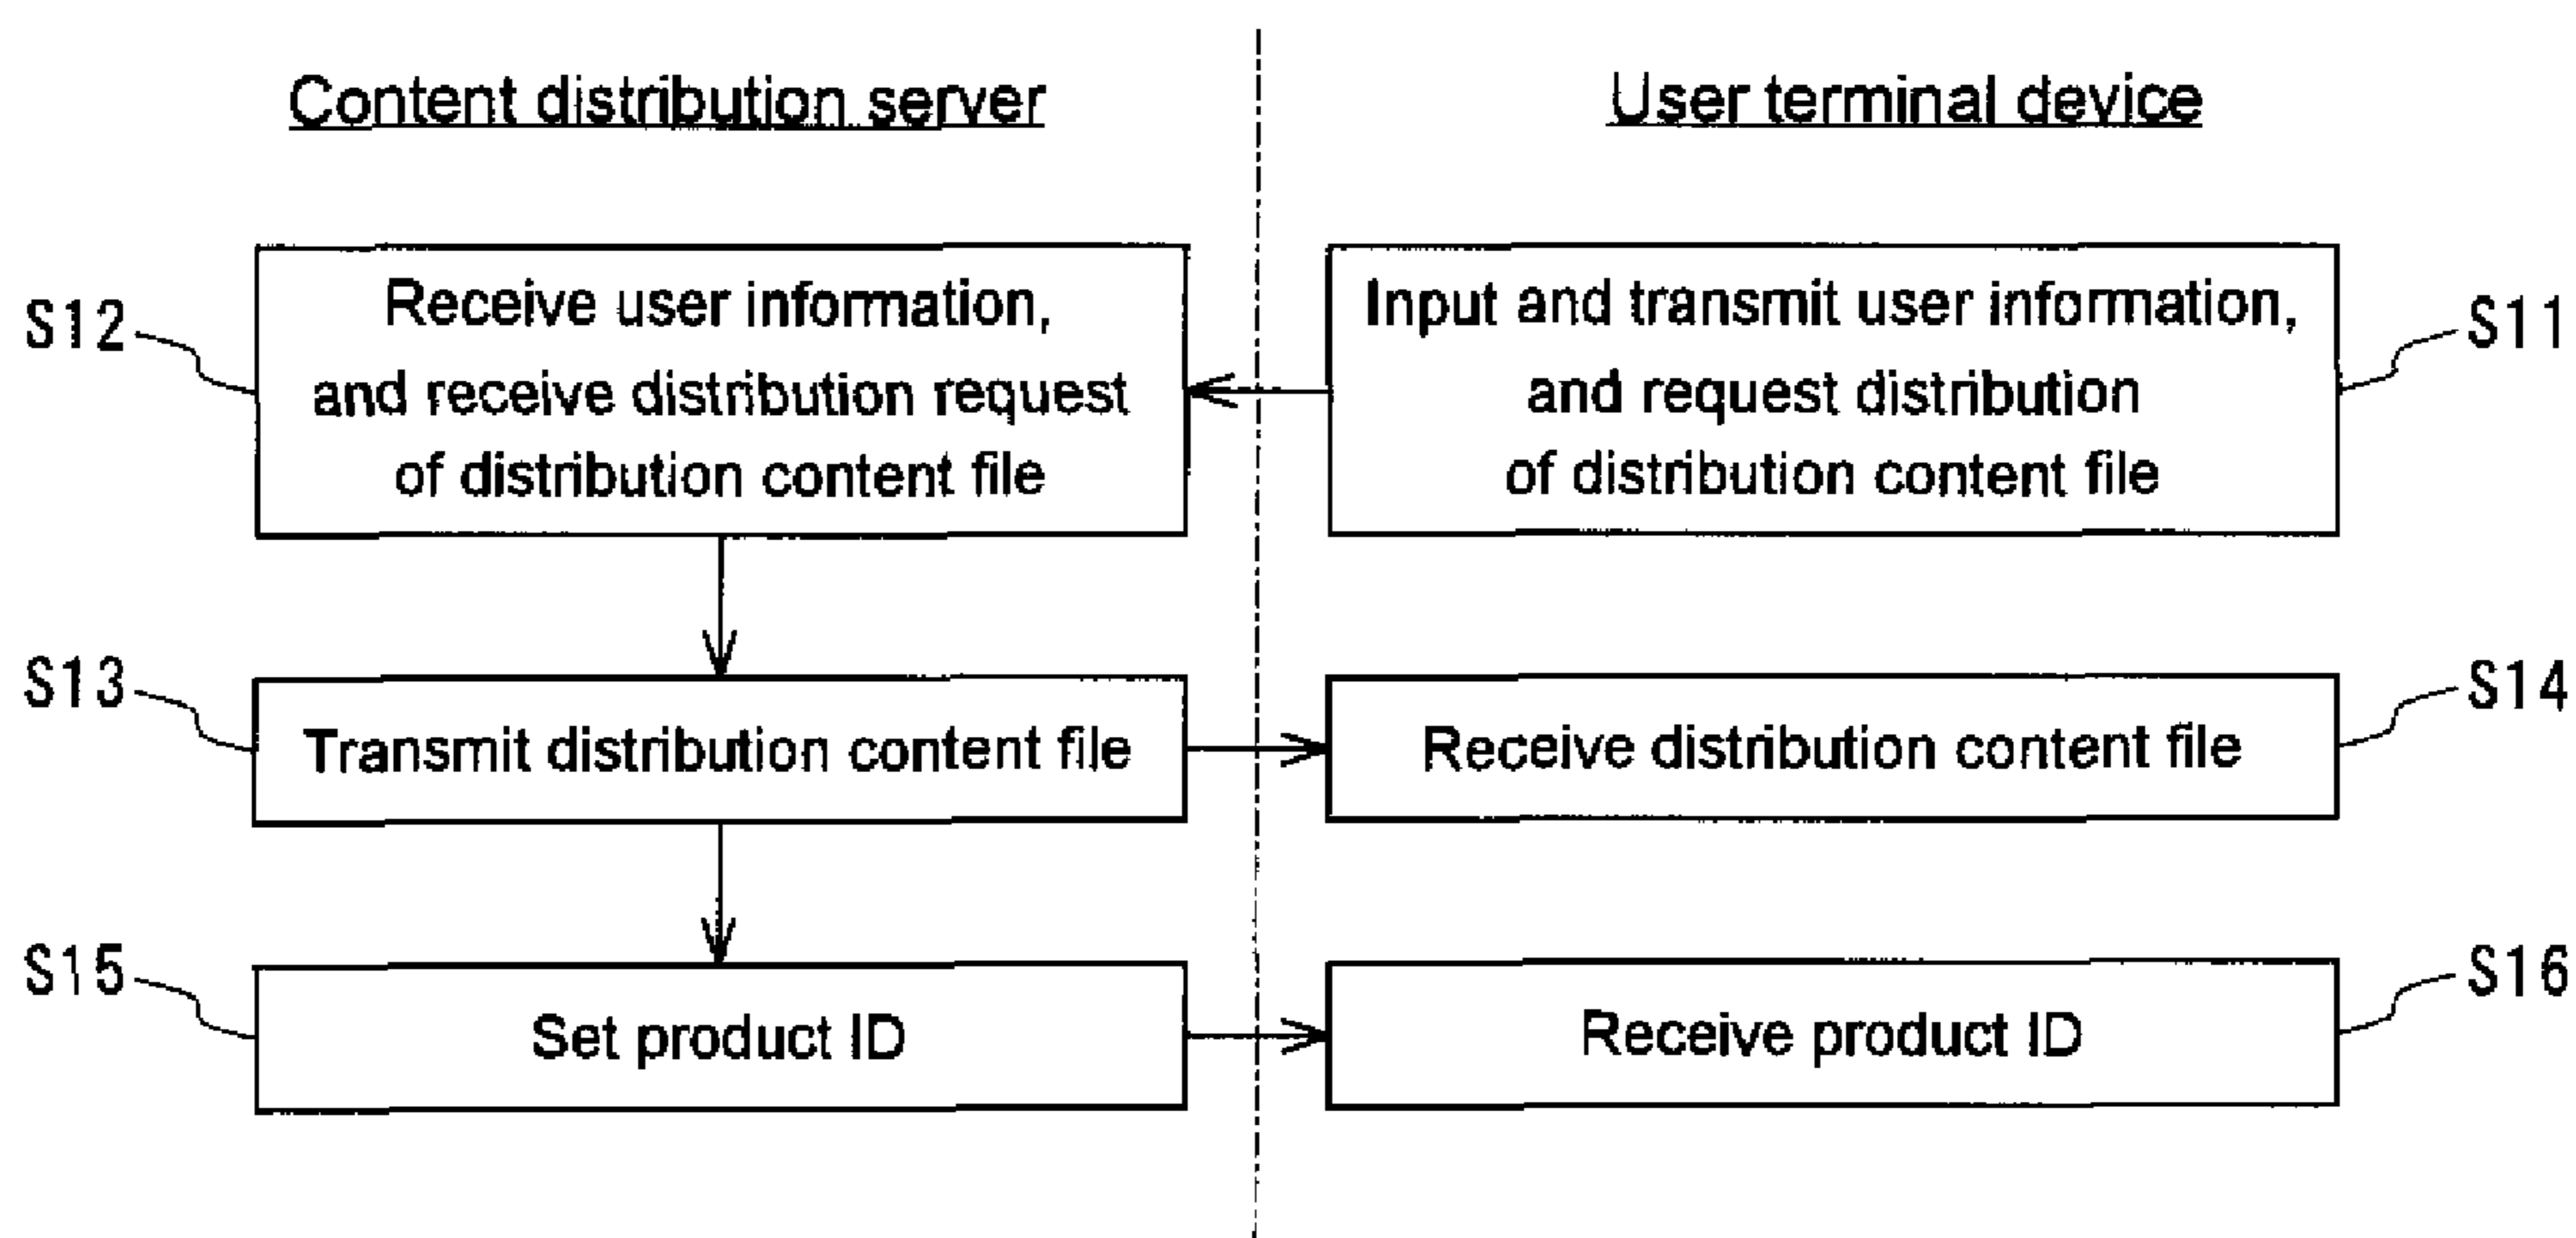 Content distribution server
User terminal device
S12
Receive user information,
and receive distribution request
of distribution content file
Input and transmit user information,
and request distribution
of distribution content file
S11
S13
Transmit distribution content file
Receive distribution content file
S14
S15
Set product ID
Receive product ID
S16